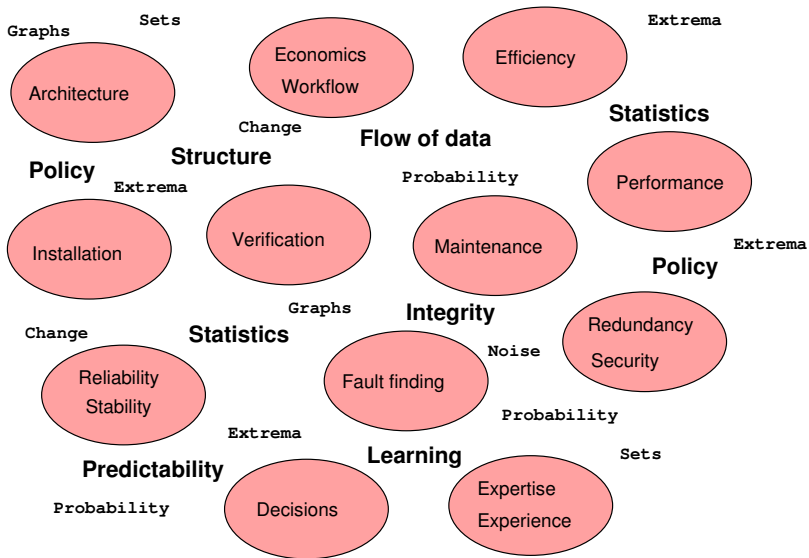 Sets
Extrema
Graphs
Economics
Workflow
Efficiency
Architecture
Statistics
Change
Flow of data
Structure
Policy
Extrema
Probability
Performance
Installation
Verification
Maintenance
Extrema
Policy
Graphs
Integrity
Change
Statistics
Redundancy
Security
Noise
Reliability
Stability
Fault finding
Probability
Extrema
Learning
Sets
Predictability
Probability
Decisions
Expertise
Experience